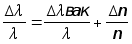 Δλ/λ = Δλвак/λ + Δn/n